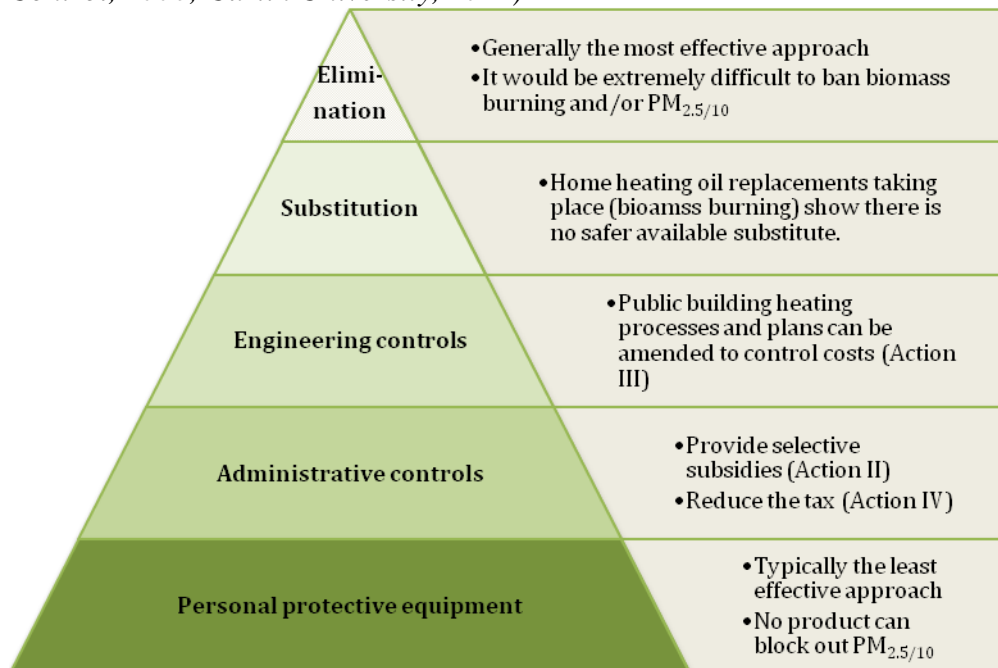 Elimi-
nation
•Generally the most effective approach
•It would be extremely difficult to ban biomass
burning and/or PM2.5/10
Substitution
•Home heating oil replacements taking
place (bioamss burning) show there is
no safer available substitute.
Engineering controls
•Public building heating
processes and plans can be
amended to control costs (Action
III)
Administrative controls
•Provide selective
subsidies (Action II)
•Reduce the tax (Action IV)
Personal protective equipment
•Typically the least
effective approach
•No product can
block out PM2.5/10